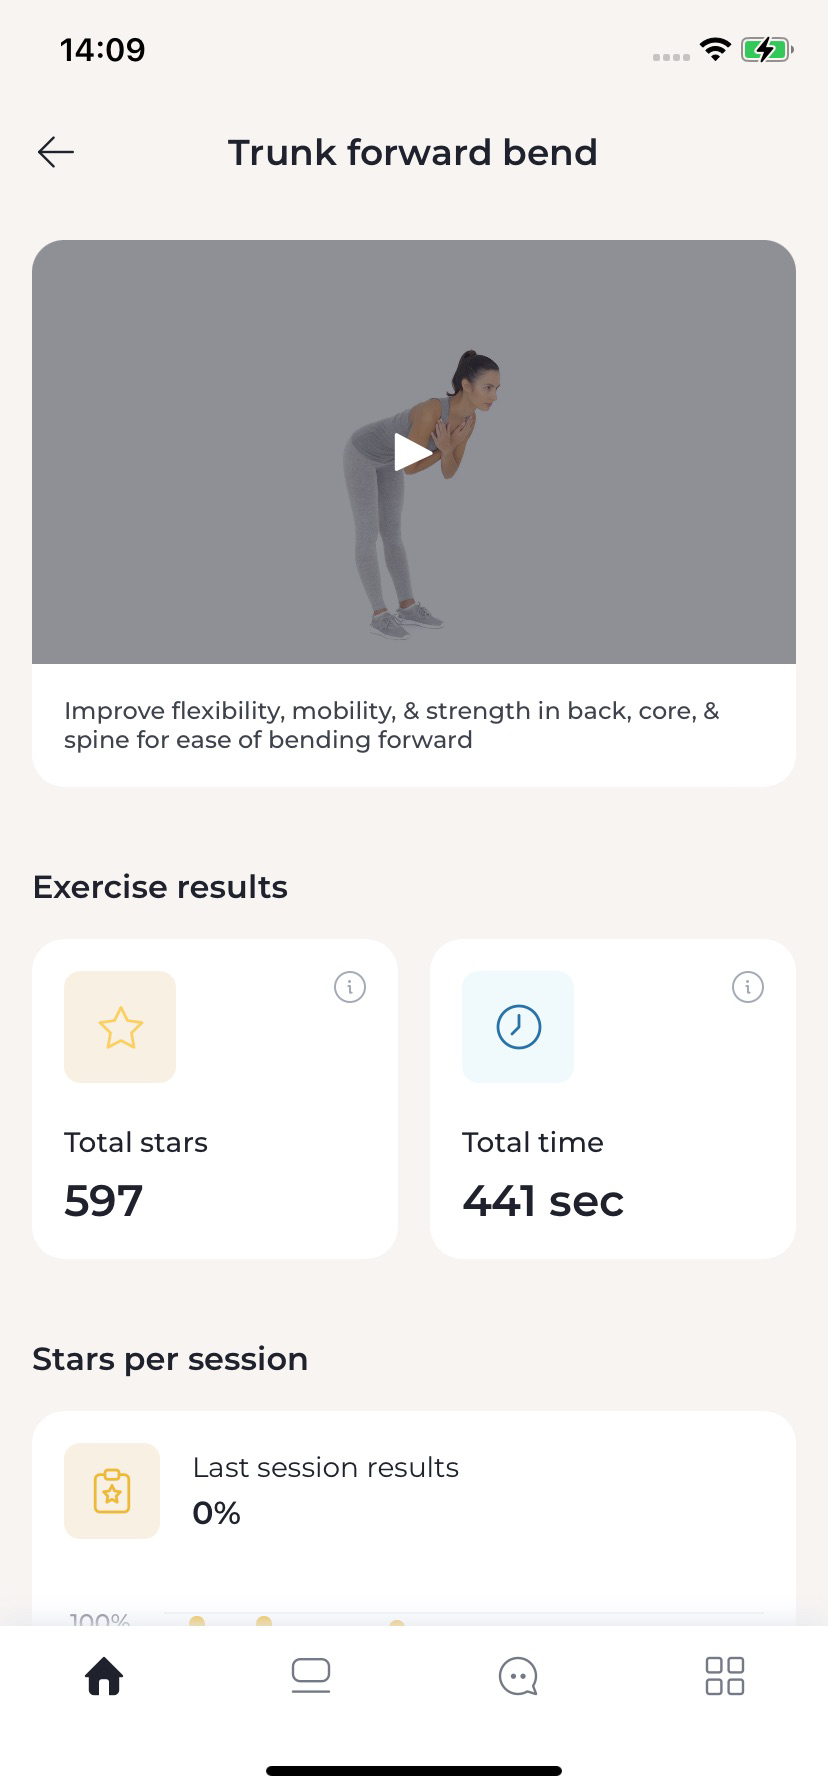 14:09
Trunk forward bend
Improve flexibility, mobility, & strength in back, core, &
spine for ease of bending forward
Exercise results
Total stars
597
Total time
441 sec
Stars per session
Last session results
0%
100%